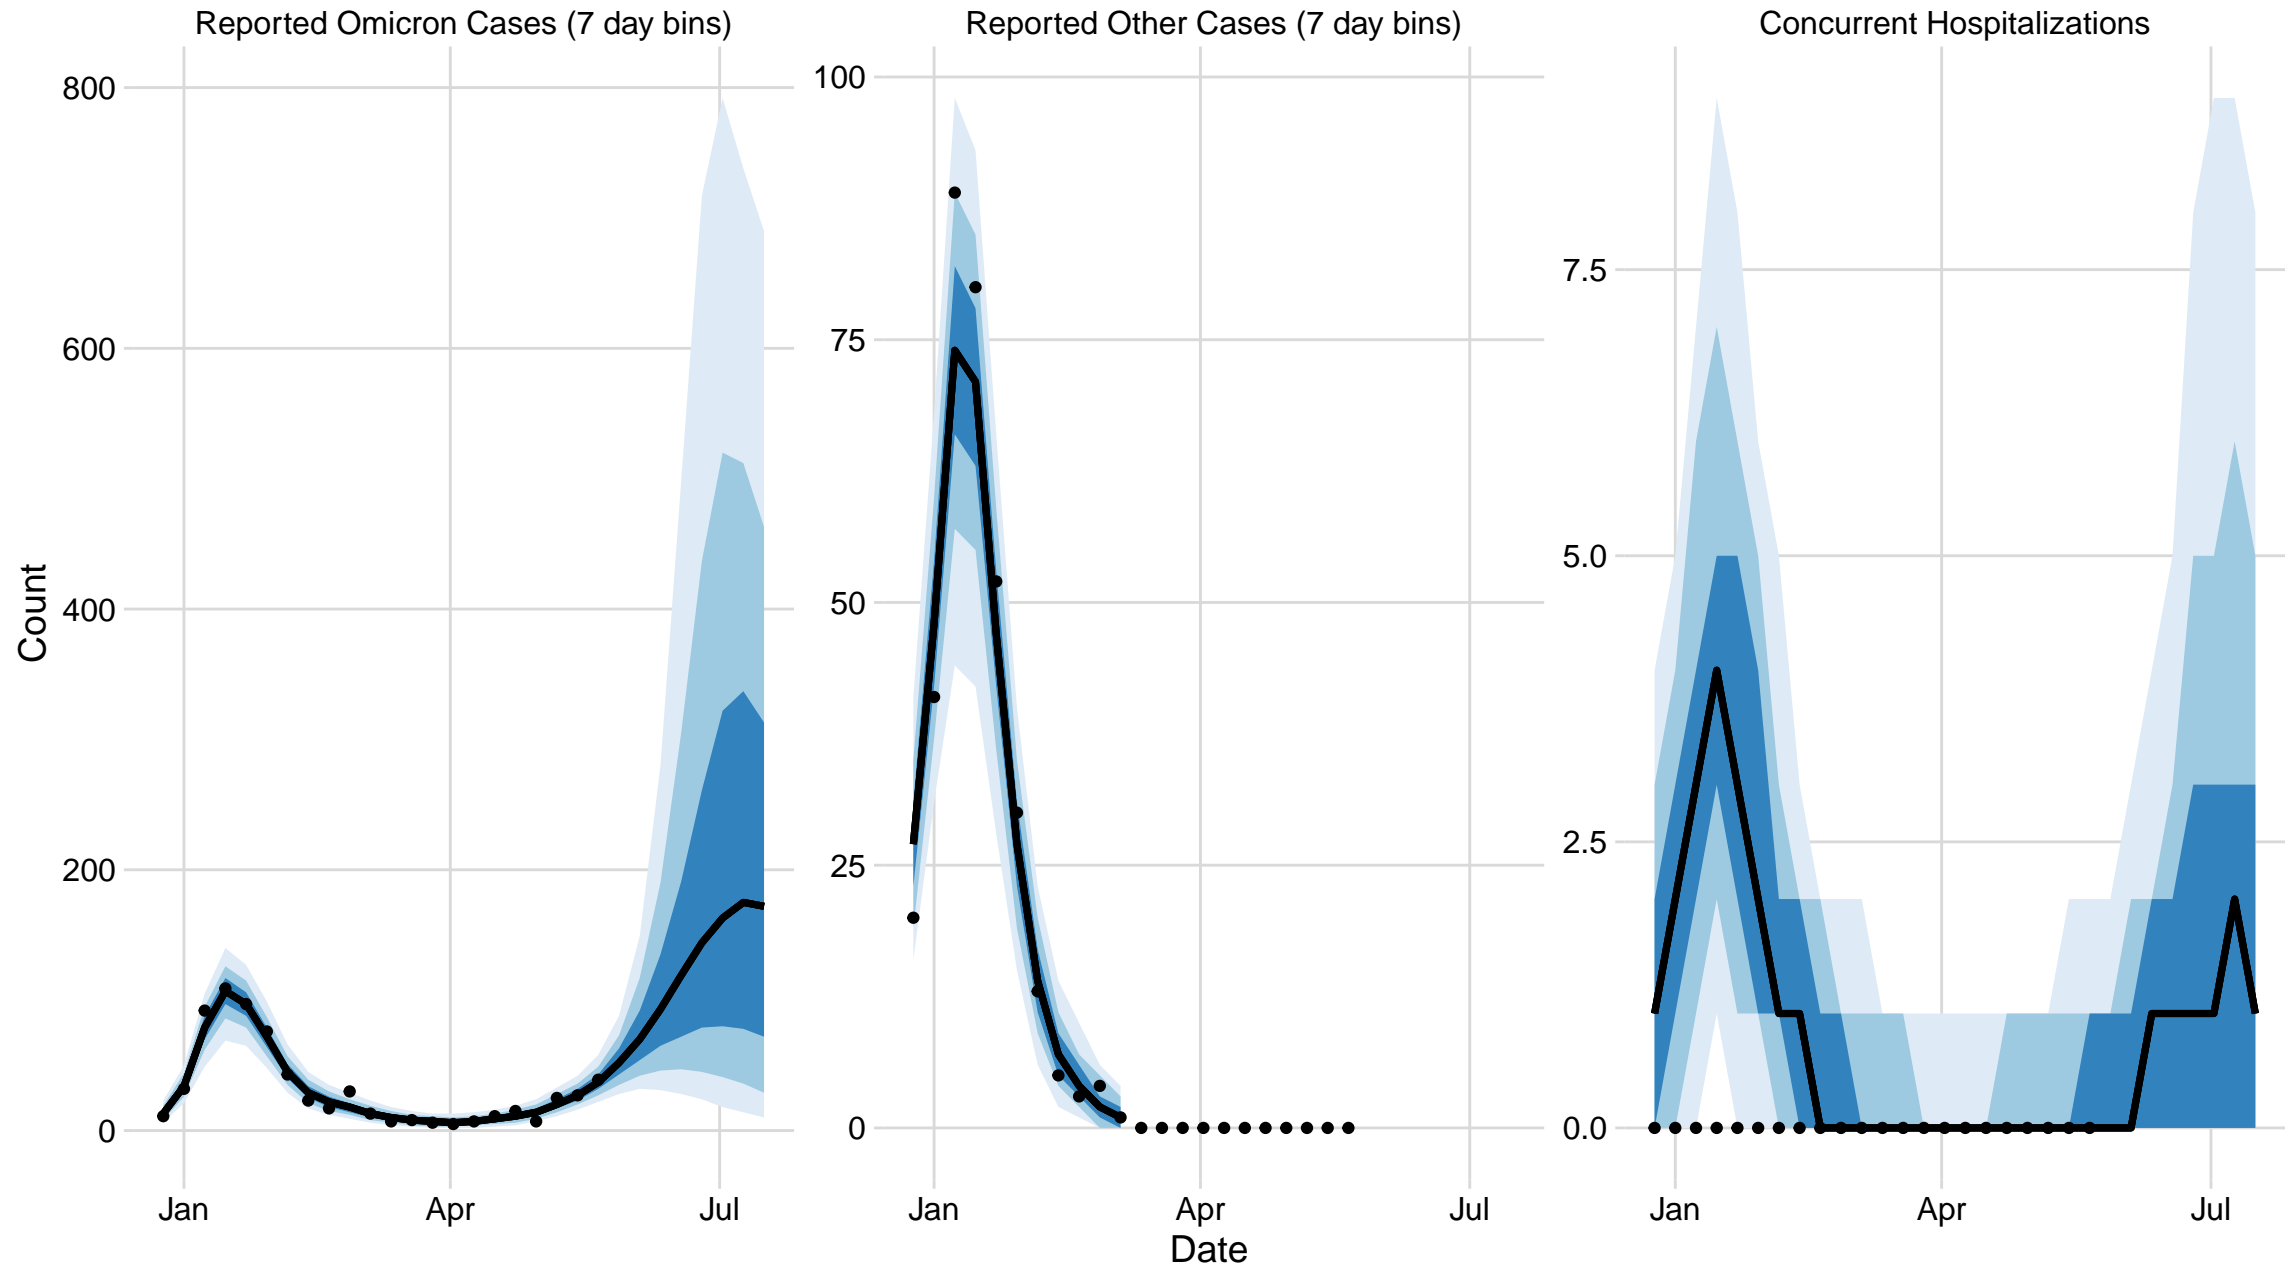 Reported Omicron Cases (7 day bins)
Reported Other Cases (7 day bins)
Concurrent Hospitalizations
Count
800
600
400
200
0
100
75
50
25
0
7.5
5.0
2.5
0.0
Jan
Apr
Jul
Jan
Apr
Jul
Jan
Apr
Jul
Date